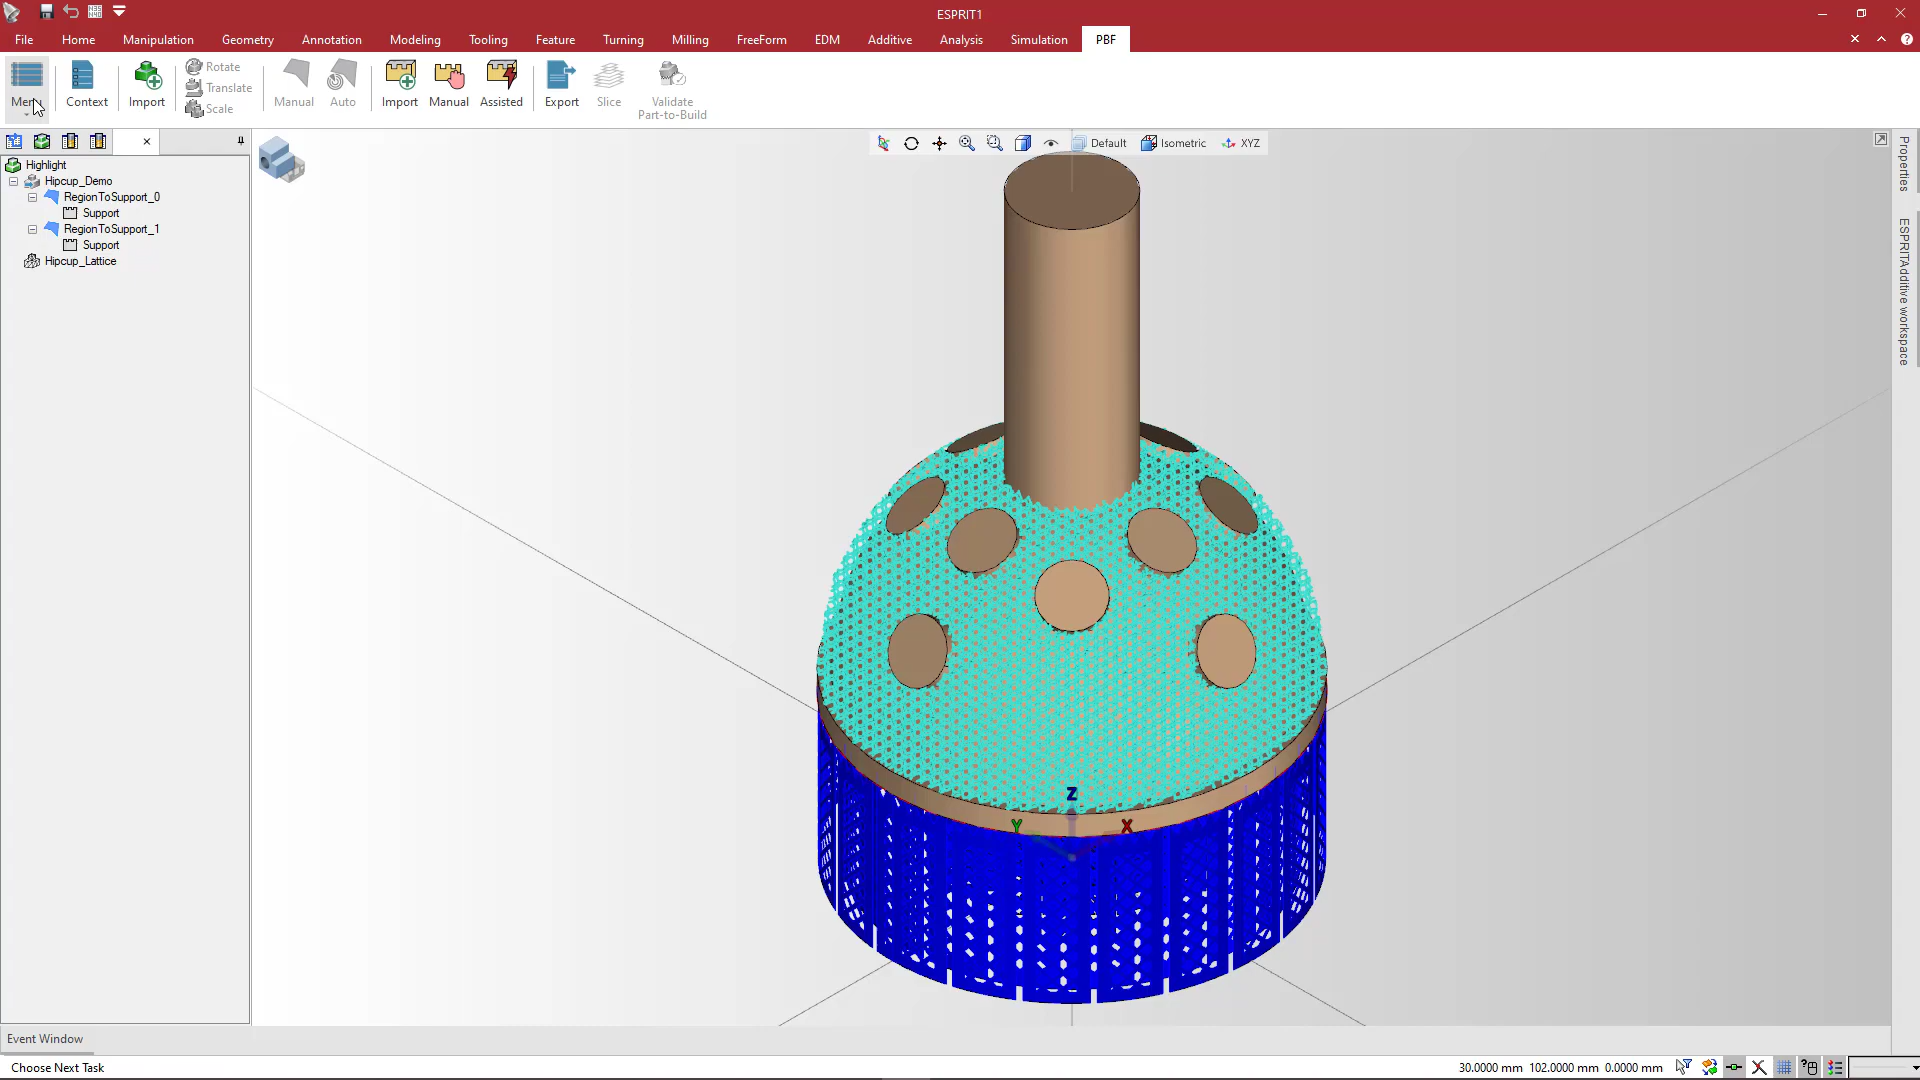 ESPRIT1
File Home Manipulation Geometry Annotation Modeling Tooling Feature Turning Milling FreeForm EDM Additive Analysis Simulation PBF
Menu Context Import Rotate Translate Scale Manual Auto Import Manual Assisted Export Slice Validate
Part-to-Build
Default Isometric XYZ
Highlight
Hipcup_Demo
RegionToSupport_0
Support
RegionToSupport_1
Support
Hipcup_Lattice
Properties
ESPRITAdditive workspace
Z
Y X
Event Window
Choose Next Task 30.0000 mm 102.0000 mm 0.0000 mm